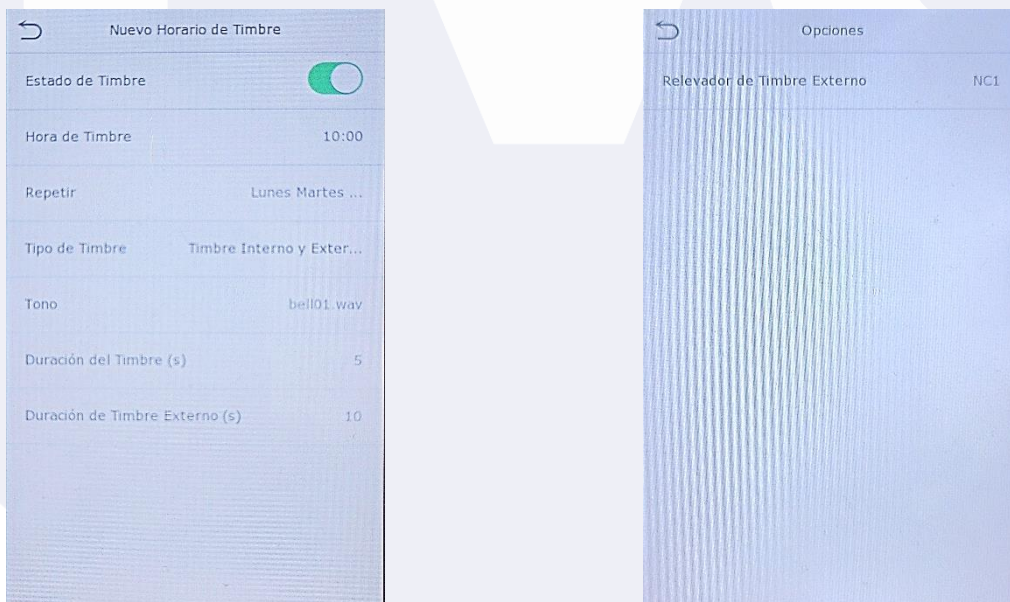 Nuevo Horario de Timbre
Estado de Timbre
Hora de Timbre 10:00
Repetir Lunes Martes ...
Tipo de Timbre Timbre Interno y Exter...
Tono bell01.wav
Duración del Timbre (s) 5
Duración de Timbre Externo (s) 10
Opciones
Relevador de Timbre Externo NC1